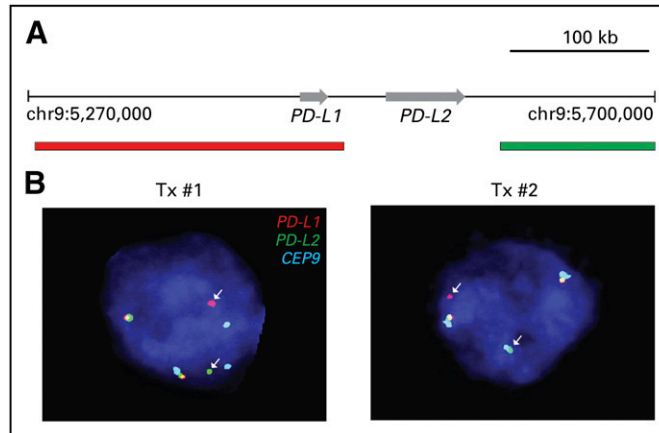 A
100 kb
chr9:5,270,000
PD-L1
PD-L2
chr9:5,700,000
B
Tx #1
Tx #2
PD-L1
PD-L2
CEP9